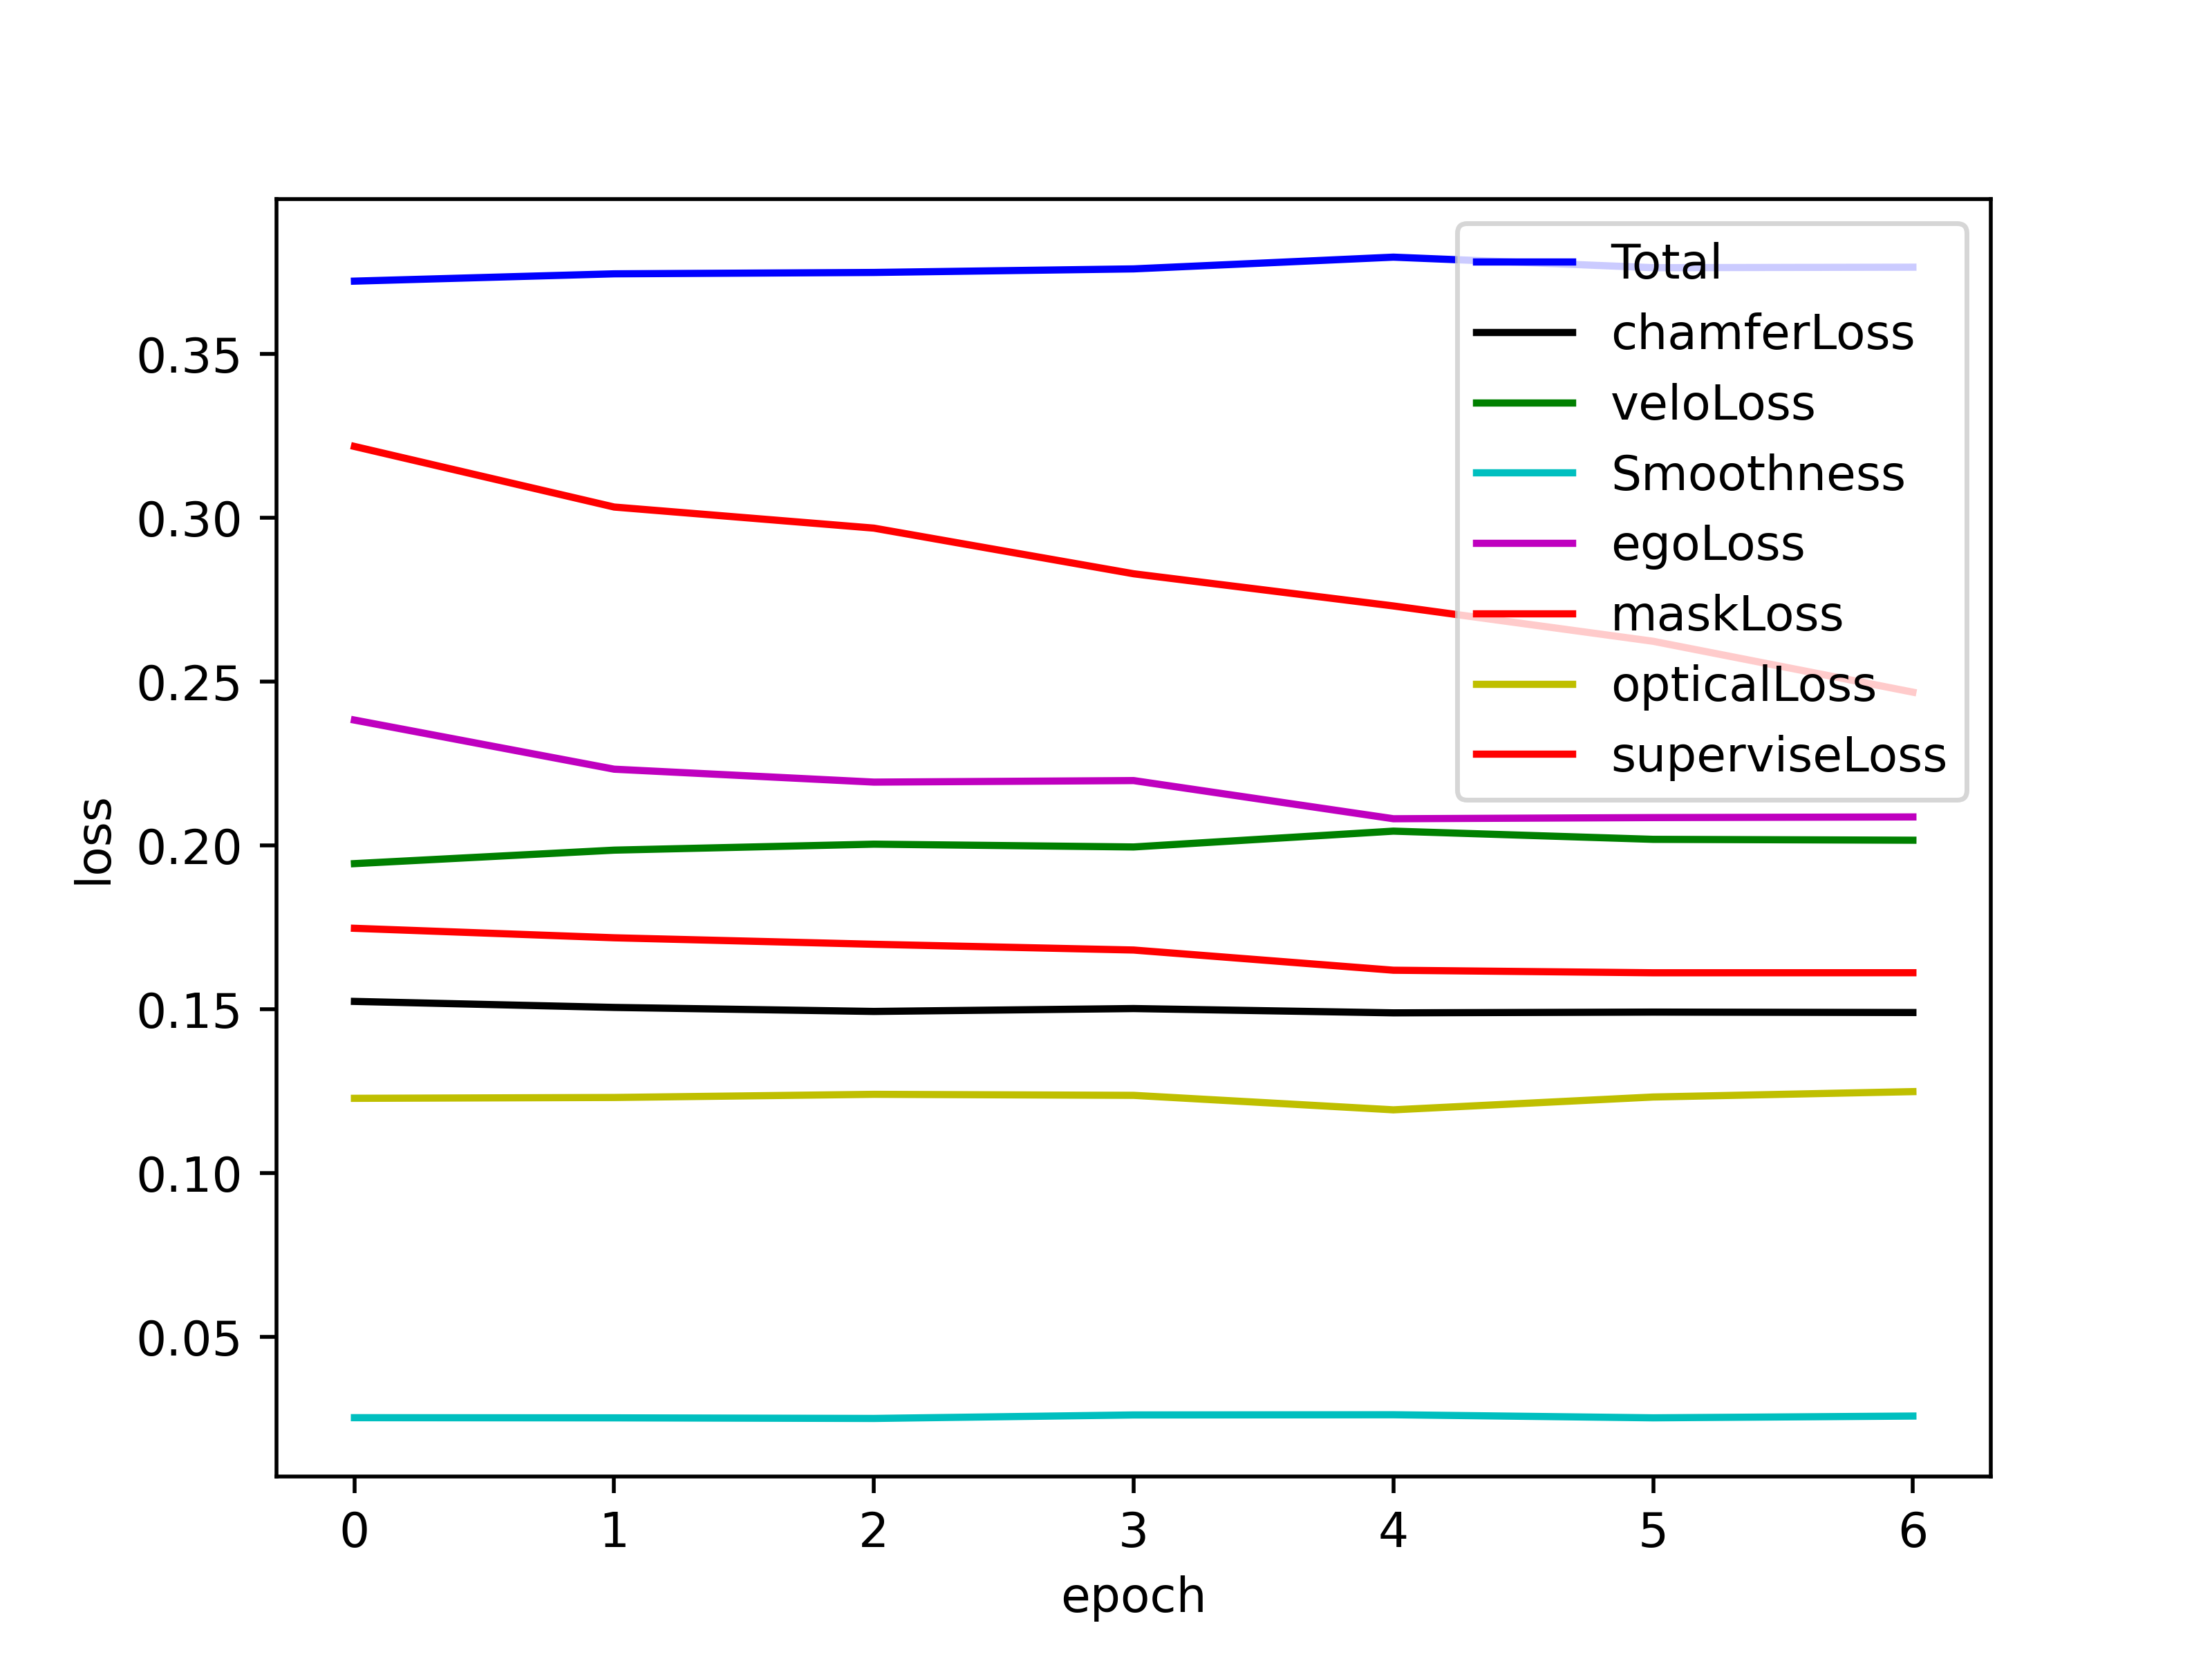 Total
chamferLoss
veloLoss
Smoothness
egoLoss
maskLoss
opticalLoss
superviseLoss
0.35
0.30
0.25
0.20
0.15
0.10
0.05
loss
0 1 2 3 4 5 6
epoch